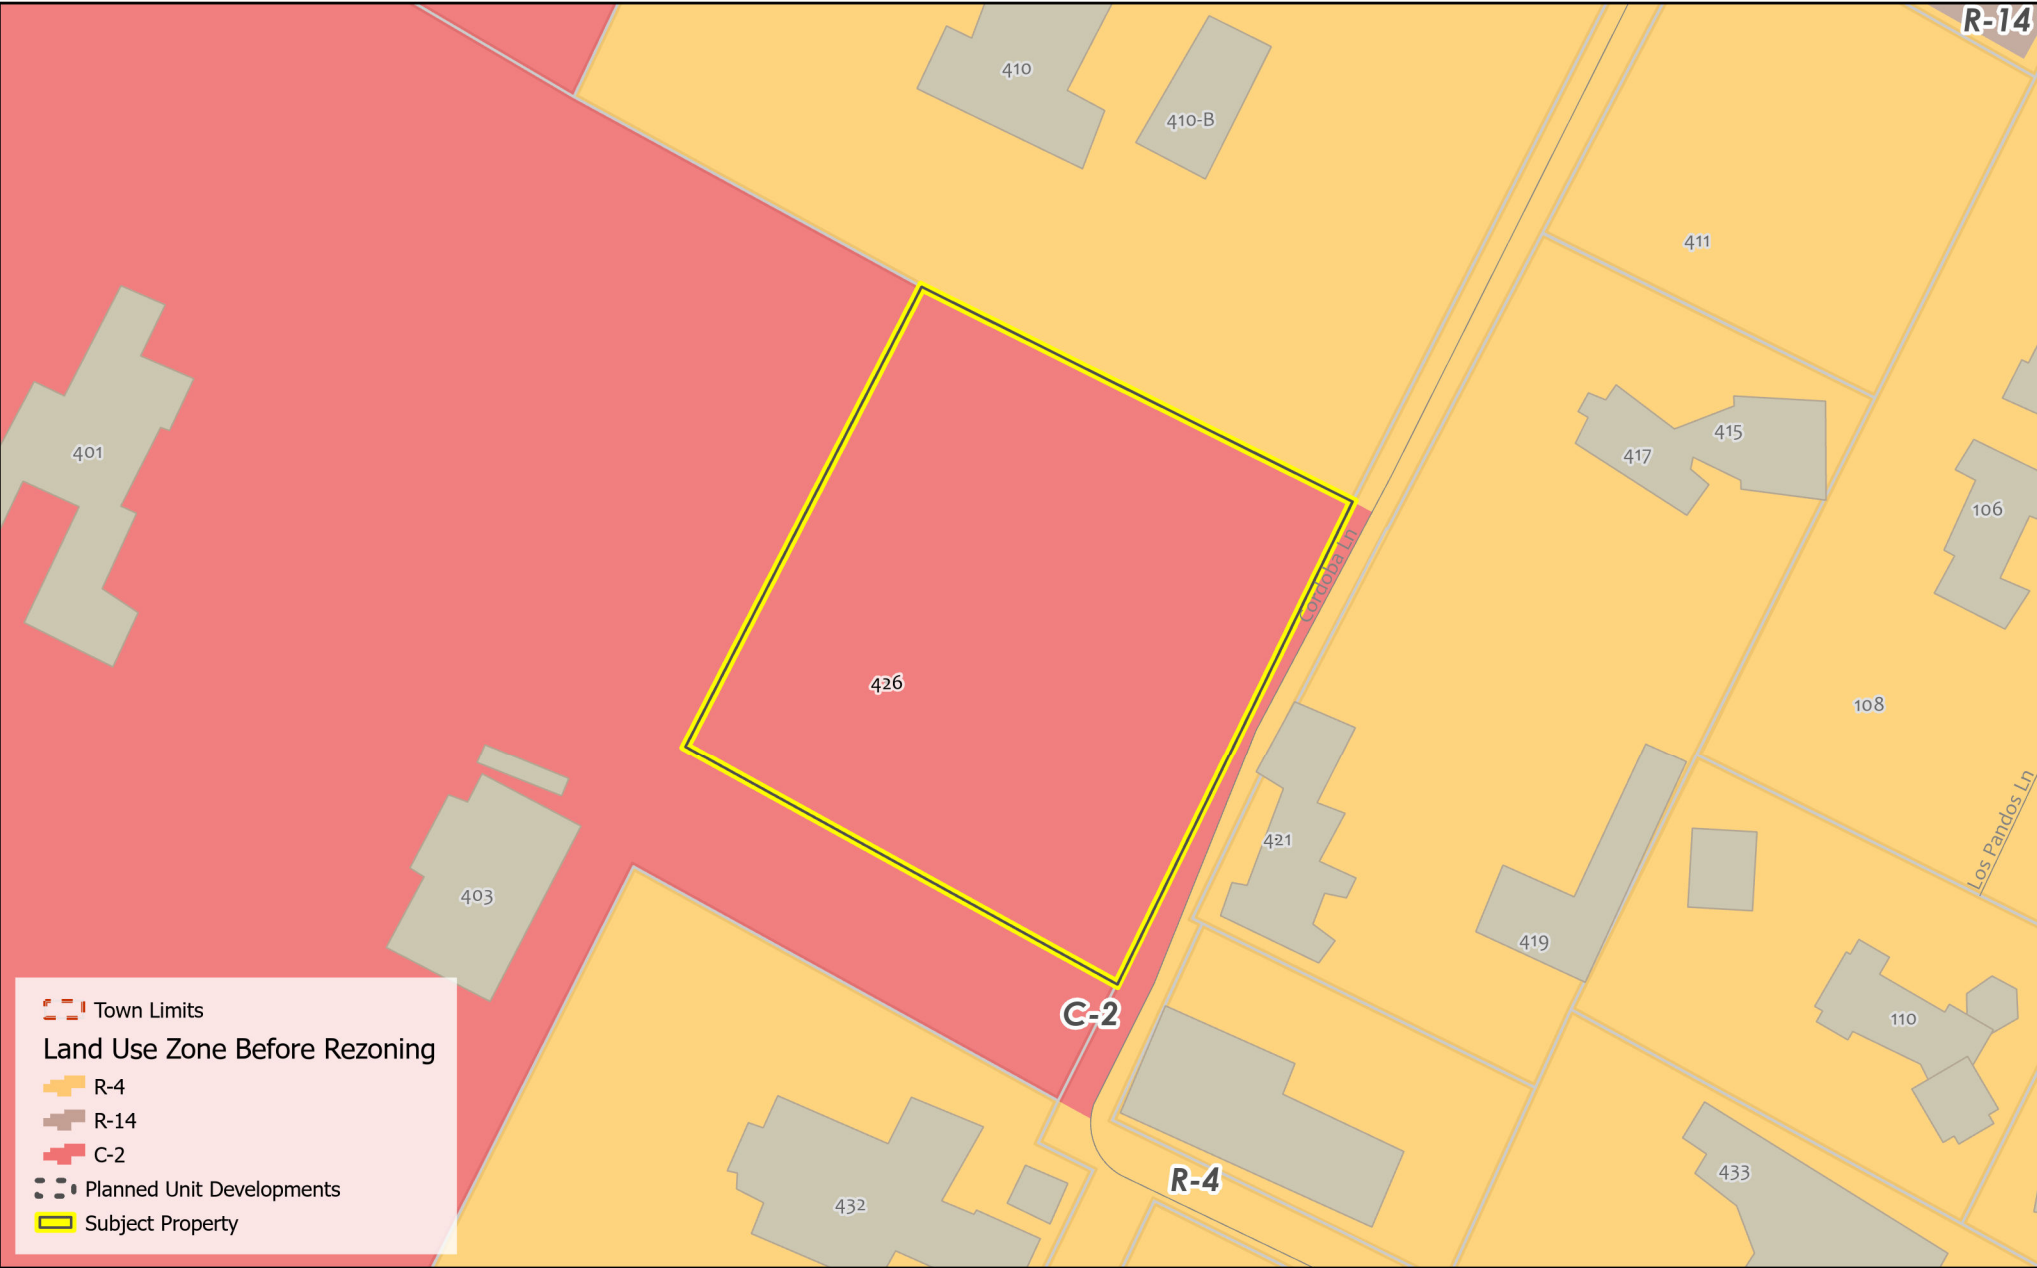 R-14
410
410-B
411
401
415
417
106
Cordoba Ln
426
108
421
Los Pandos Ln
403
419
C-2
110
433
R-4
432
Town Limits
Land Use Zone Before Rezoning
R-4
R-14
C-2
Planned Unit Developments
Subject Property